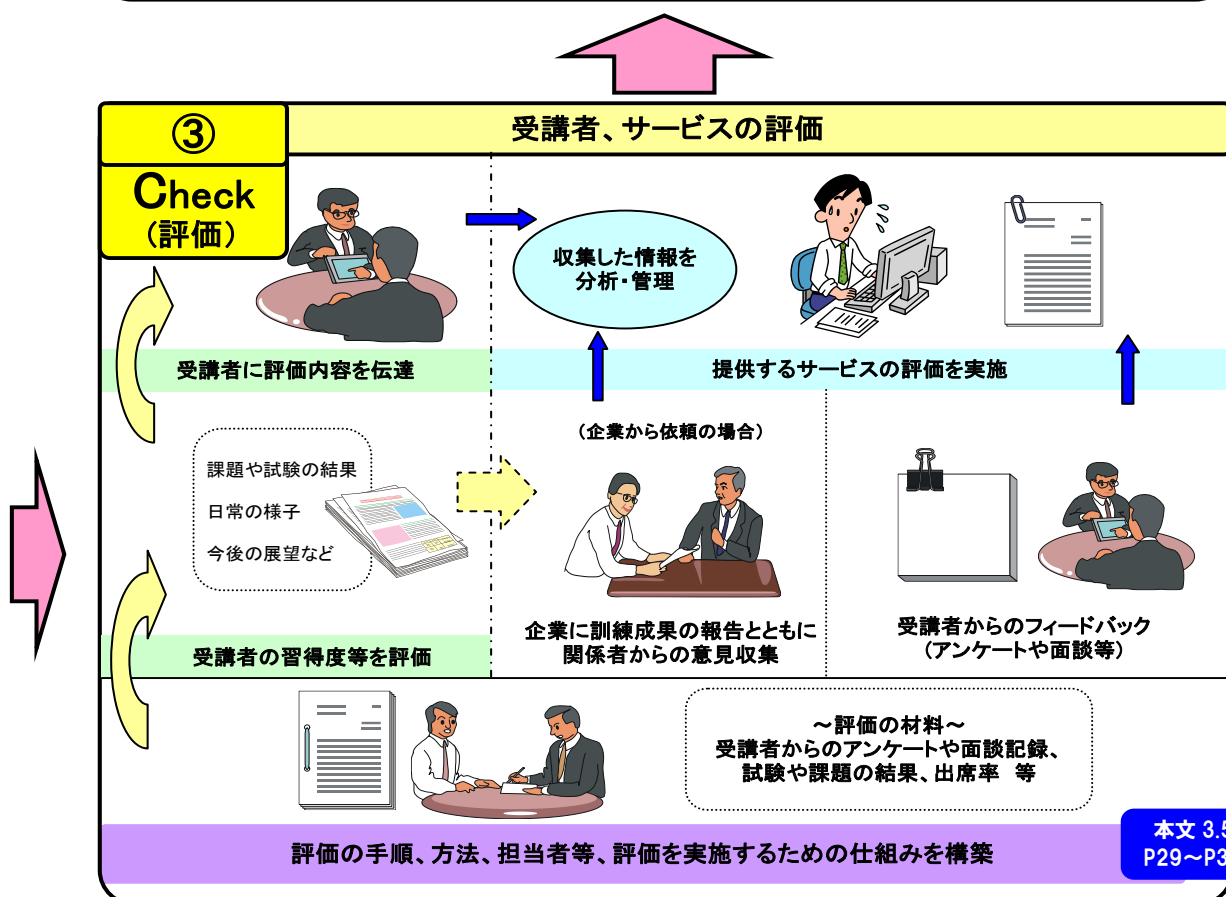 ③
Check
（評価）
受講者、サービスの評価
収集した情報を
分析・管理
受講者に評価内容を伝達
提供するサービスの評価を実施
（企業から依頼の場合）
課題や試験の結果
日常の様子
今後の展望など
企業に訓練成果の報告とともに
関係者からの意見収集
受講者からのフィードバック
（アンケートや面談等）
受講者の習得度等を評価
～評価の材料～
受講者からのアンケートや面談記録、
試験や課題の結果、出席率　等
評価の手順、方法、担当者等、評価を実施するための仕組みを構築
本文 3.5
P29～P3